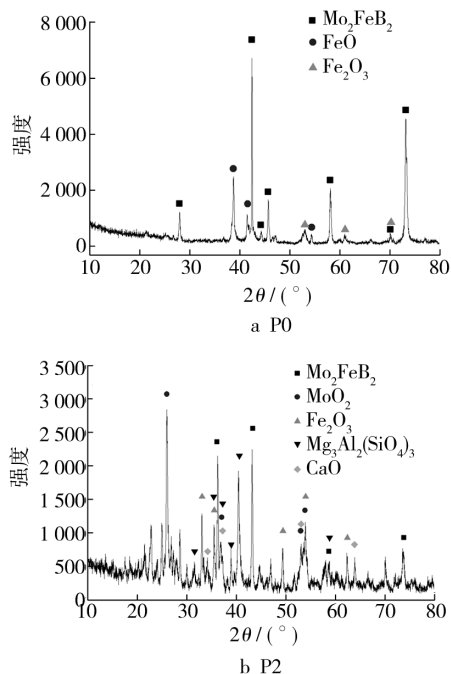 8 000
6 000
4 000
2 000
0
强度
Mo₂FeB₂
FeO
Fe₂O₃
10 20 30 40 50 60 70 80
2θ/(°)
a P0
3 500
3 000
2 500
2 000
1 500
1 000
500
0
强度
Mo₂FeB₂
MoO₂
Fe₂O₃
Mg₃Al₂(SiO₄)₃
CaO
10 20 30 40 50 60 70 80
2θ/(°)
b P2